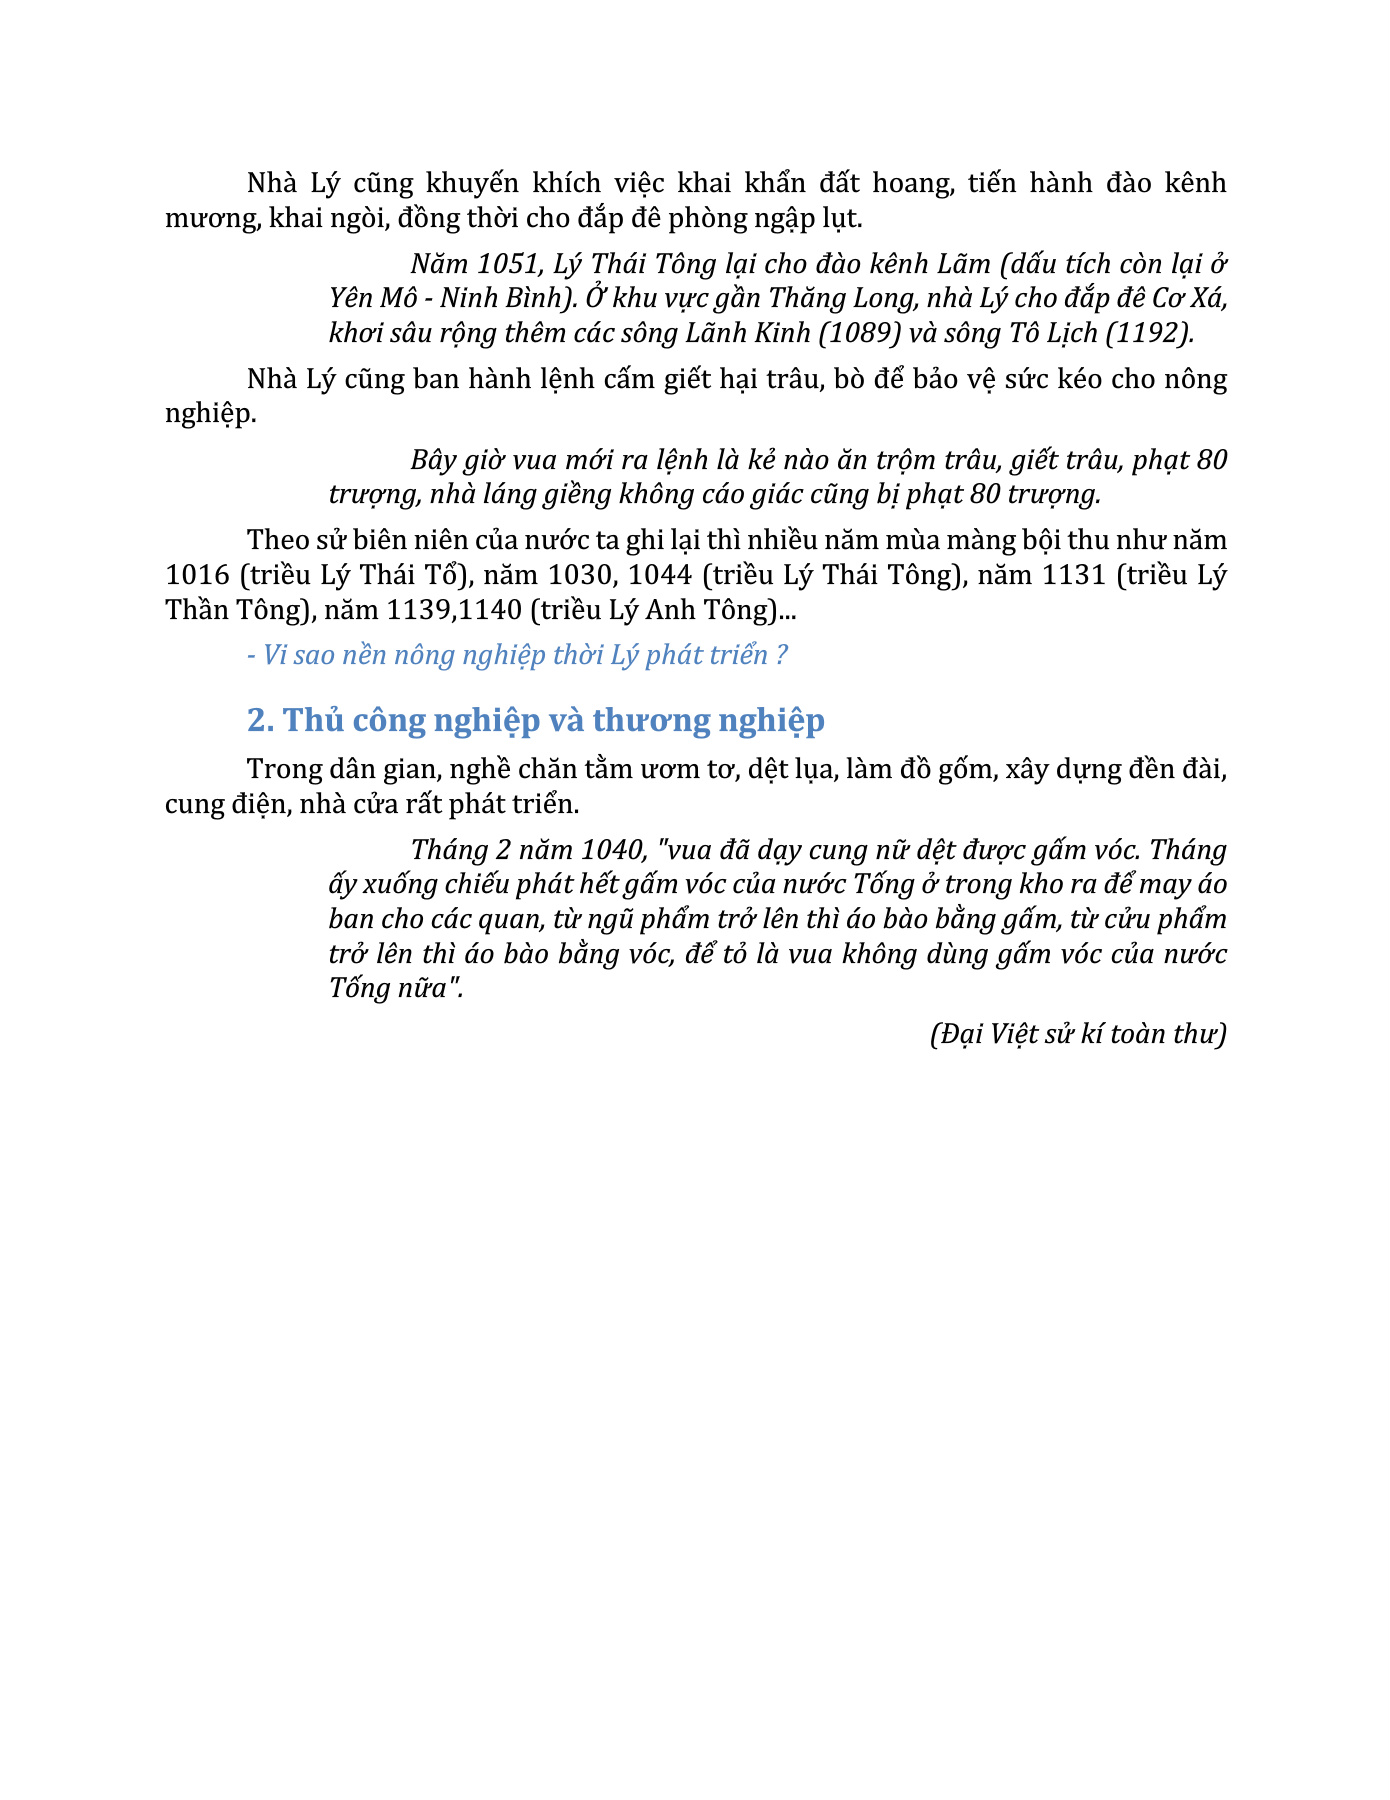 Nhà Lý cũng khuyến khích việc khai khẩn đất hoang, tiến hành đào kênh
mương, khai ngòi, đồng thời cho đắp đê phòng ngập lụt.
Năm 1051, Lý Thái Tông lại cho đào kênh Lãm (dấu tích còn lại ở
Yên Mô - Ninh Bình). Ở khu vực gần Thăng Long, nhà Lý cho đắp đê Cơ Xá,
khơi sâu rộng thêm các sông Lãnh Kinh (1089) và sông Tô Lịch (1192).
Nhà Lý cũng ban hành lệnh cấm giết hại trâu, bò để bảo vệ sức kéo cho nông
nghiệp.
Bây giờ vua mới ra lệnh là kẻ nào ăn trộm trâu, giết trâu, phạt 80
trượng, nhà láng giềng không cáo giác cũng bị phạt 80 trượng.
Theo sử biên niên của nước ta ghi lại thì nhiều năm mùa màng bội thu như năm
1016 (triều Lý Thái Tổ), năm 1030, 1044 (triều Lý Thái Tông), năm 1131 (triều Lý
Thần Tông), năm 1139,1140 (triều Lý Anh Tông)...
- Vi sao nền nông nghiệp thời Lý phát triển ?
2. Thủ công nghiệp và thương nghiệp
Trong dân gian, nghề chăn tằm ươm tơ, dệt lụa, làm đồ gốm, xây dựng đền đài,
cung điện, nhà cửa rất phát triển.
Tháng 2 năm 1040, "vua đã dạy cung nữ dệt được gấm vóc. Tháng
ấy xuống chiếu phát hết gấm vóc của nước Tống ở trong kho ra để may áo
ban cho các quan, từ ngũ phẩm trở lên thì áo bào bằng gấm, từ cửu phẩm
trở lên thì áo bào bằng vóc, để tỏ là vua không dùng gấm vóc của nước
Tống nữa".
(Đại Việt sử kí toàn thư)